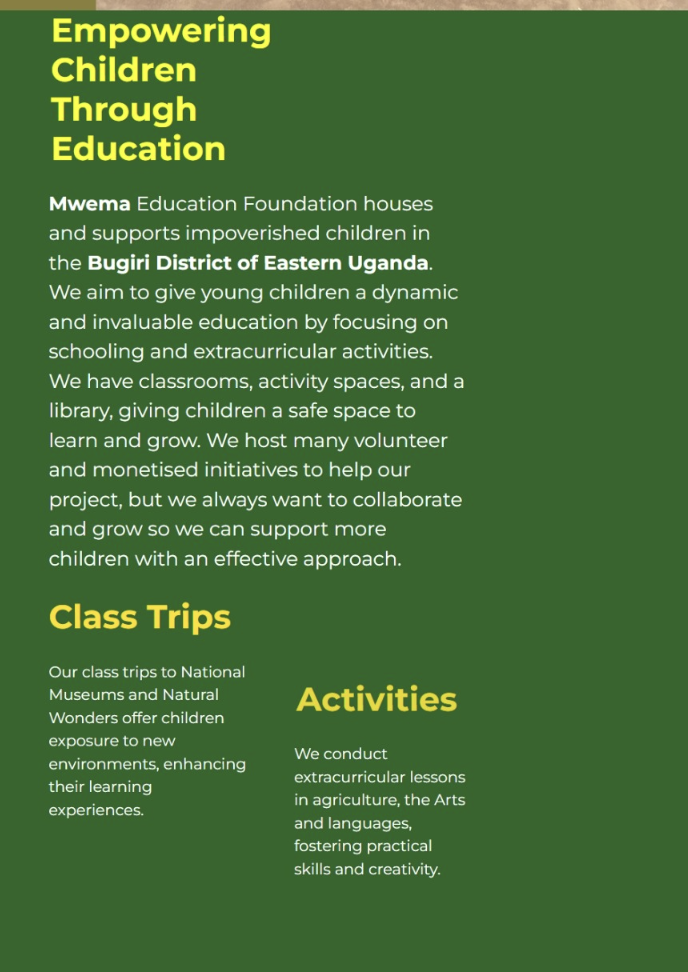 Empowering
Children
Through
Education
Mwema Education Foundation houses
and supports impoverished children in
the Bugiri District of Eastern Uganda.
We aim to give young children a dynamic
and invaluable education by focusing on
schooling and extracurricular activities.
We have classrooms, activity spaces, and a
library, giving children a safe space to
learn and grow. We host many volunteer
and monetised initiatives to help our
project, but we always want to collaborate
and grow so we can support more
children with an effective approach.
Class Trips
Our class trips to National
Museums and Natural
Wonders offer children
exposure to new
environments, enhancing
their learning
experiences.
Activities
We conduct
extracurricular lessons
in agriculture, the Arts
and languages,
fostering practical
skills and creativity.